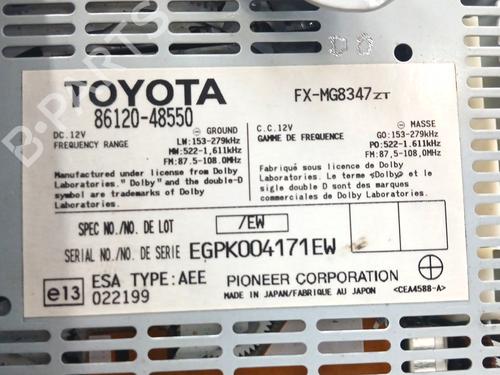 TOYOTA
86120-48550
FX-MG8347ZT
DC.12V ⊖ GROUND
FREQUENCY RANGE LW:153-279kHz
MW:522-1,611kHz
FM:87.5-108.0MHz
C.C.12V ⊖ MASSE
GAMME DE FREQUENCE GO:153-279kHz
PO:522-1.611kHz
FM:87.5-108.0MHz
Manufactured under license from Dolby
Laboratories." Dolby" and the double-D
symbol are trademarks of Dolby
Laboratories.
Fabriqué sous licence de Dolby
Laboratories. Le terme «Dolby» et le
sigle double D sont des marques
commerciales de Dolby Laboratories.
SPEC NO./NO. DE LOT /EW
SERIAL NO./NO. DE SERIE EGPK004171EW
e13
ESA TYPE:AEE
022199
PIONEER CORPORATION
MADE IN JAPAN/FABRIQUÉ AU JAPON
<CEA4588-A>
B-PARTS